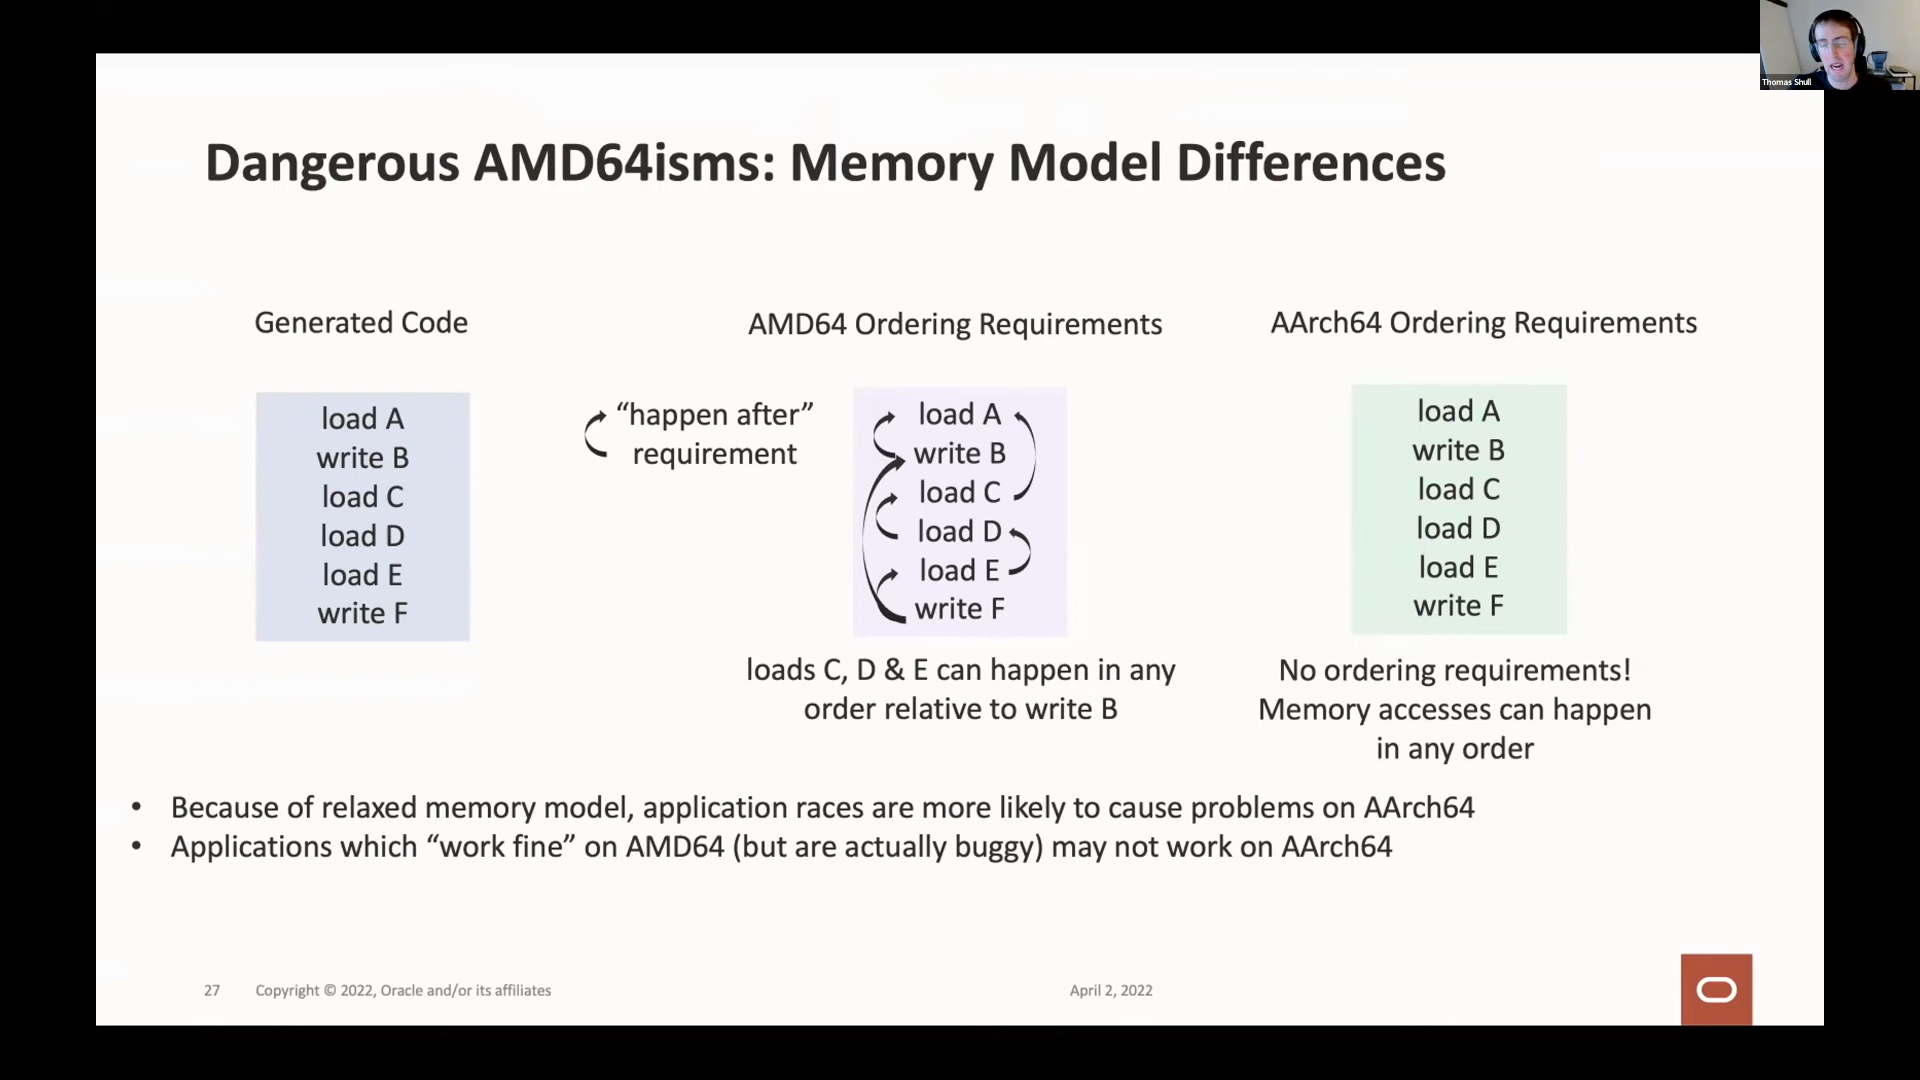 Thomas Shull
Dangerous AMD64isms: Memory Model Differences
Generated Code
load A
write B
load C
load D
load E
write F
“happen after”
requirement
AMD64 Ordering Requirements
load A
write B
load C
load D
load E
write F
loads C, D & E can happen in any
order relative to write B
AArch64 Ordering Requirements
load A
write B
load C
load D
load E
write F
No ordering requirements!
Memory accesses can happen
in any order
• Because of relaxed memory model, application races are more likely to cause problems on AArch64
• Applications which “work fine” on AMD64 (but are actually buggy) may not work on AArch64
27
Copyright © 2022, Oracle and/or its affiliates
April 2, 2022